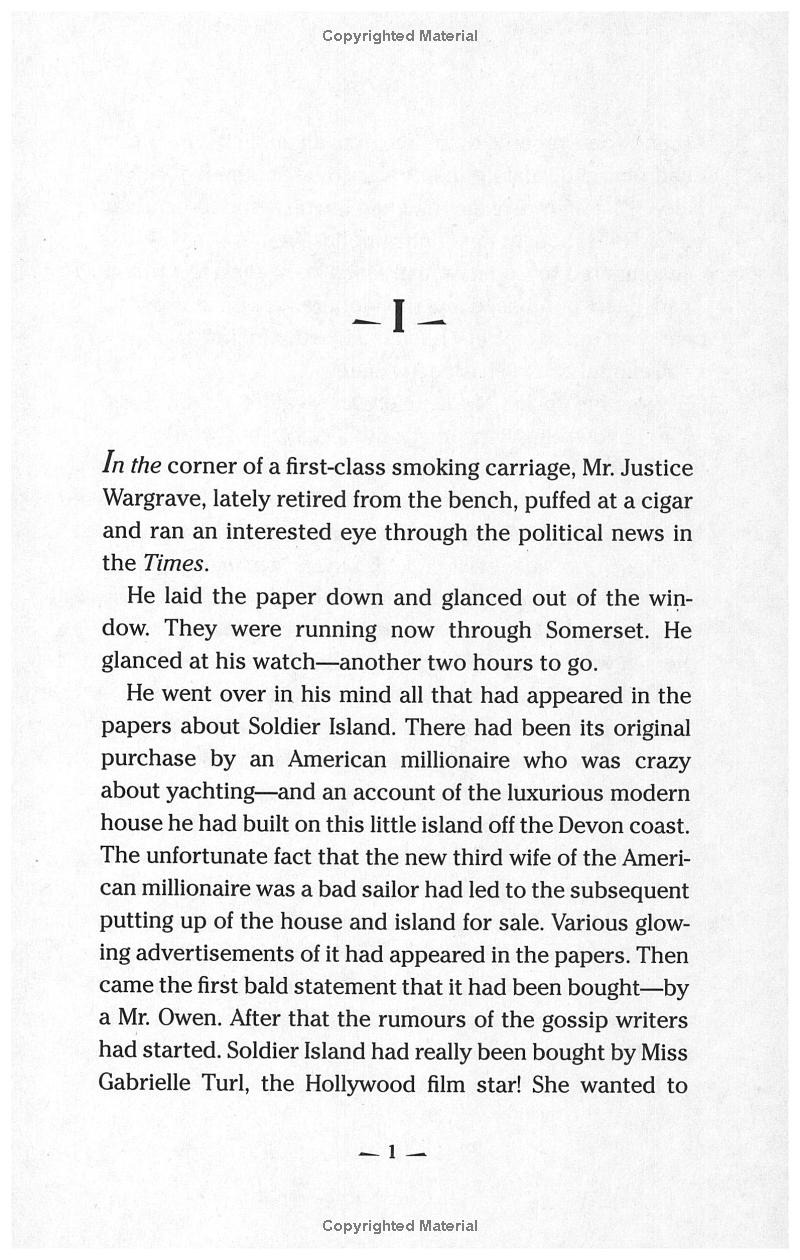 Copyrighted Material
– I –
In the corner of a first-class smoking carriage, Mr. Justice
Wargrave, lately retired from the bench, puffed at a cigar
and ran an interested eye through the political news in
the Times.
He laid the paper down and glanced out of the win-
dow. They were running now through Somerset. He
glanced at his watch—another two hours to go.
He went over in his mind all that had appeared in the
papers about Soldier Island. There had been its original
purchase by an American millionaire who was crazy
about yachting—and an account of the luxurious modern
house he had built on this little island off the Devon coast.
The unfortunate fact that the new third wife of the Ameri-
can millionaire was a bad sailor had led to the subsequent
putting up of the house and island for sale. Various glow-
ing advertisements of it had appeared in the papers. Then
came the first bald statement that it had been bought—by
a Mr. Owen. After that the rumours of the gossip writers
had started. Soldier Island had really been bought by Miss
Gabrielle Turl, the Hollywood film star! She wanted to
– 1 –
Copyrighted Material